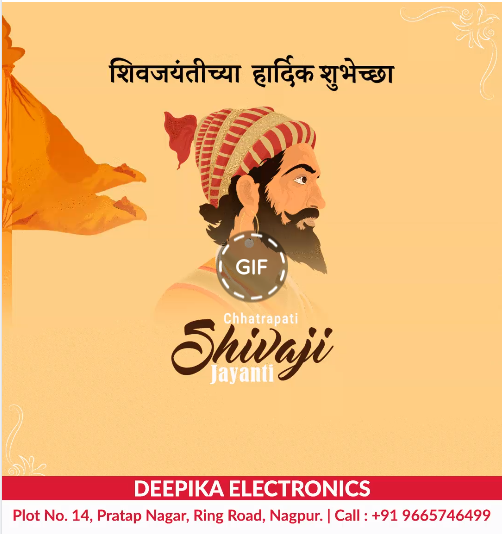 शिवजयंतीच्या हार्दिक शुभेच्छा
GIF
Chhatrapati
Shivaji
Jayanti
DEEPIKA ELECTRONICS
Plot No. 14, Pratap Nagar, Ring Road, Nagpur. | Call : +91 9665746499